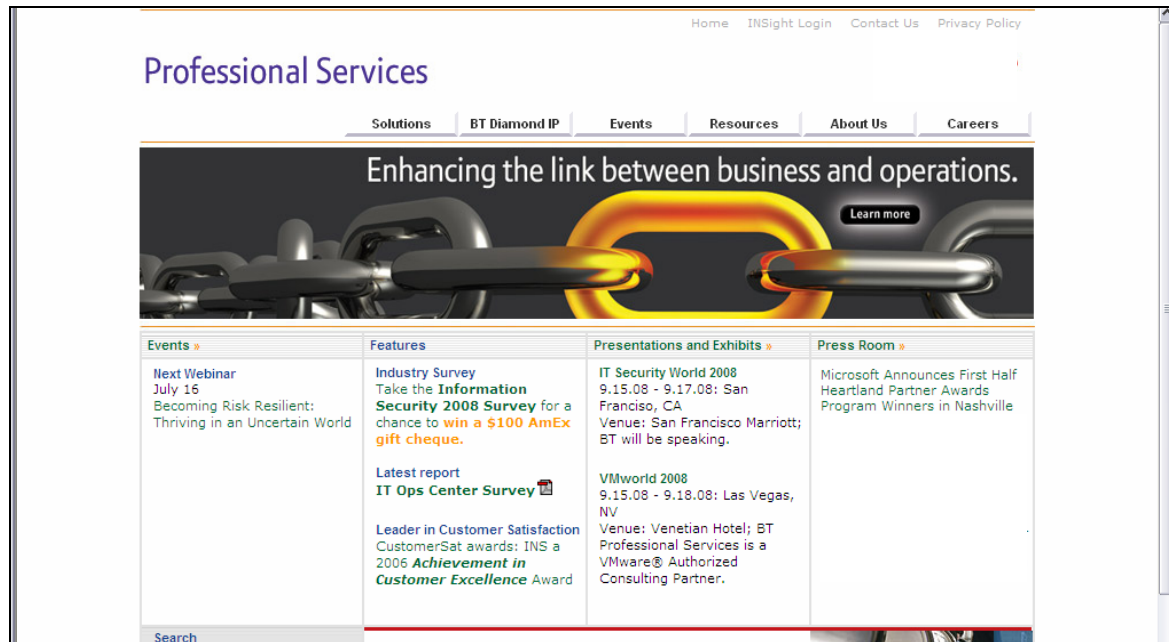 Home INSight Login Contact Us Privacy Policy
Professional Services
Solutions BT Diamond IP Events Resources About Us Careers
Enhancing the link between business and operations.
Learn more
Events »
Next Webinar
July 16
Becoming Risk Resilient:
Thriving in an Uncertain World
Features
Industry Survey
Take the Information
Security 2008 Survey for a
chance to win a $100 AmEx
gift cheque.
Latest report
IT Ops Center Survey
Leader in Customer Satisfaction
CustomerSat awards: INS a
2006 Achievement in
Customer Excellence Award
Presentations and Exhibits »
IT Security World 2008
9.15.08 - 9.17.08: San
Franciso, CA
Venue: San Francisco Marriott;
BT will be speaking.
VMworld 2008
9.15.08 - 9.18.08: Las Vegas,
NV
Venue: Venetian Hotel; BT
Professional Services is a
VMware® Authorized
Consulting Partner.
Press Room »
Microsoft Announces First Half
Heartland Partner Awards
Program Winners in Nashville
Search